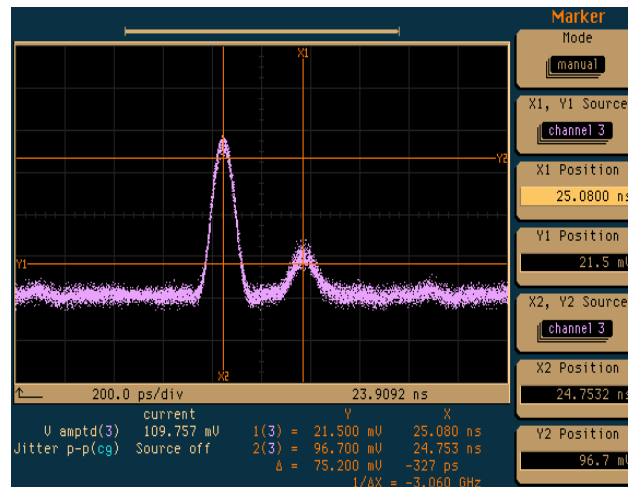 Marker
Mode
manual
X1, Y1 Source
channel 3
X1 Position
25.0800 ns
Y1 Position
21.5 mV
X2, Y2 Source
channel 3
X2 Position
24.7532 ns
Y2 Position
96.7 mV
X1
Y2
Y1
X2
200.0 ps/div 23.9092 ns
current Y X
V amptd(3) 109.757 mV 1(3) = 21.500 mV 25.080 ns
Jitter p-p(cg) Source off 2(3) = 96.700 mV 24.753 ns
Δ = 75.200 mV -327 ps
1/ΔX = -3.060 GHz